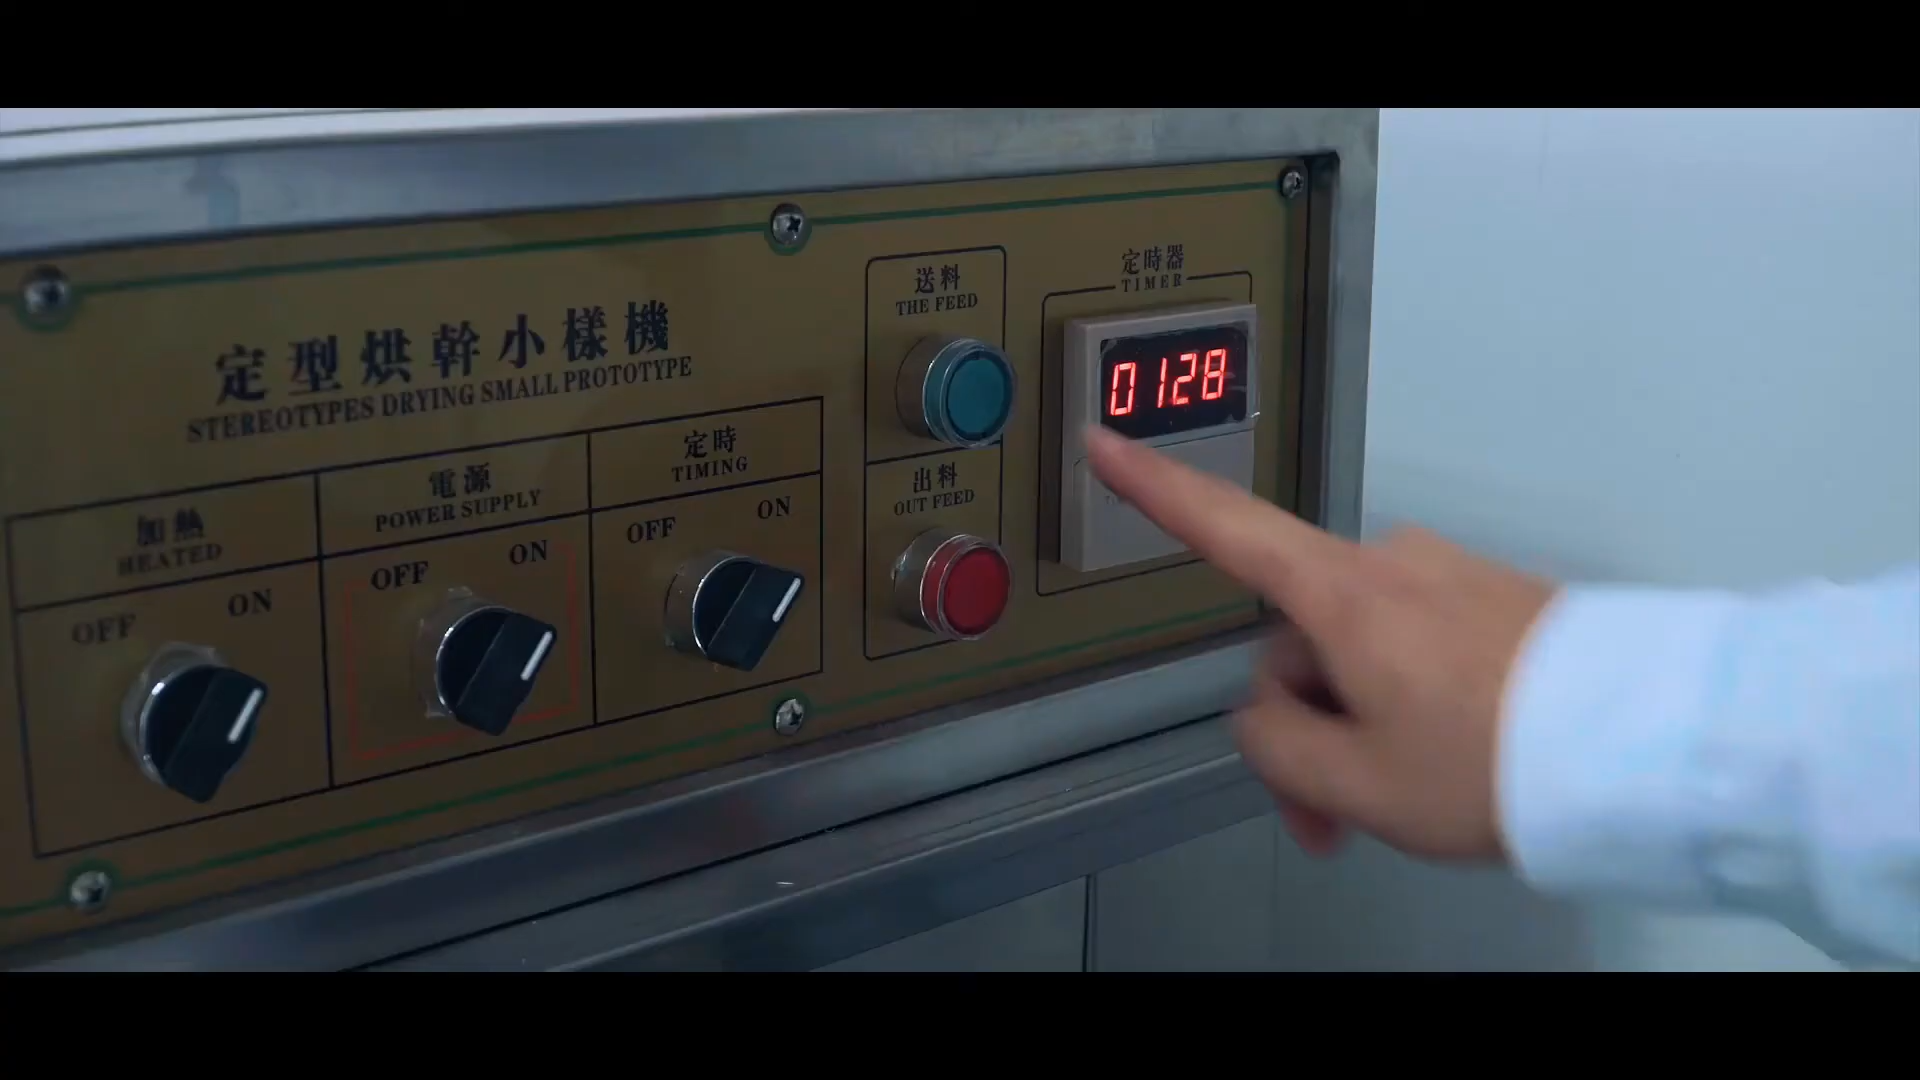 定型烘幹小樣機
STEREOTYPES DRYING SMALL PROTOTYPE
加熱
HEATED
OFF
ON
電源
POWER SUPPLY
OFF
ON
定時
TIMING
OFF
ON
送料
THE FEED
出料
OUT FEED
定時器
TIMER
0128